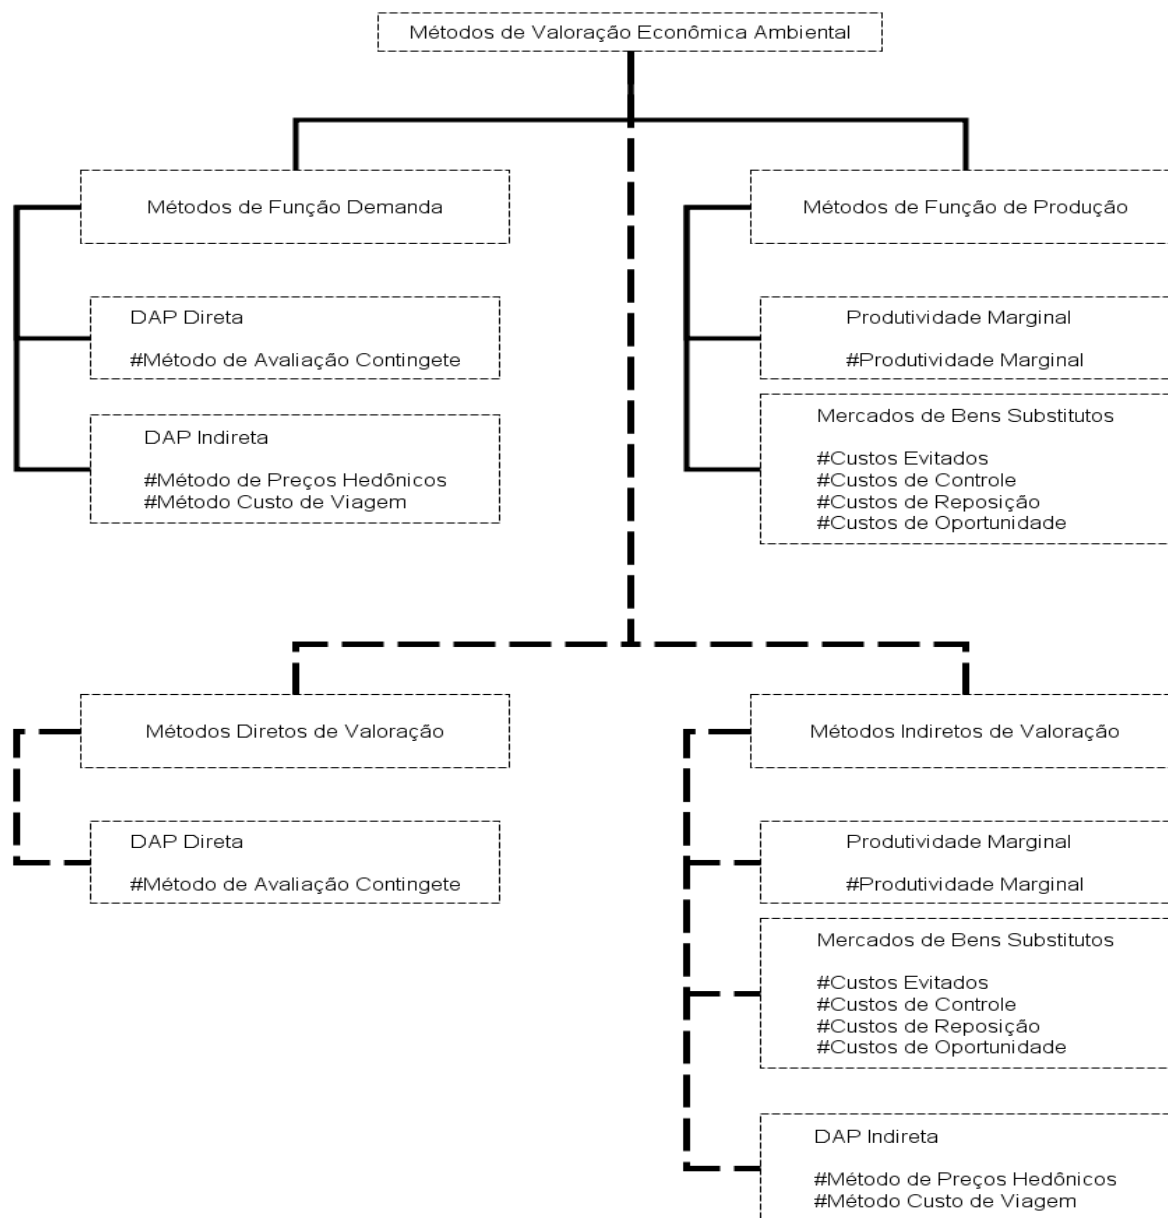 Métodos de Valoração Econômica Ambiental
Métodos de Função Demanda
DAP Direta
#Método de Avaliação Contingete
DAP Indireta
#Método de Preços Hedônicos
#Método Custo de Viagem
Métodos de Função de Produção
Produtividade Marginal
#Produtividade Marginal
Mercados de Bens Substitutos
#Custos Evitados
#Custos de Controle
#Custos de Reposição
#Custos de Oportunidade
Métodos Diretos de Valoração
DAP Direta
#Método de Avaliação Contingete
Métodos Indiretos de Valoração
Produtividade Marginal
#Produtividade Marginal
Mercados de Bens Substitutos
#Custos Evitados
#Custos de Controle
#Custos de Reposição
#Custos de Oportunidade
DAP Indireta
#Método de Preços Hedônicos
#Método Custo de Viagem